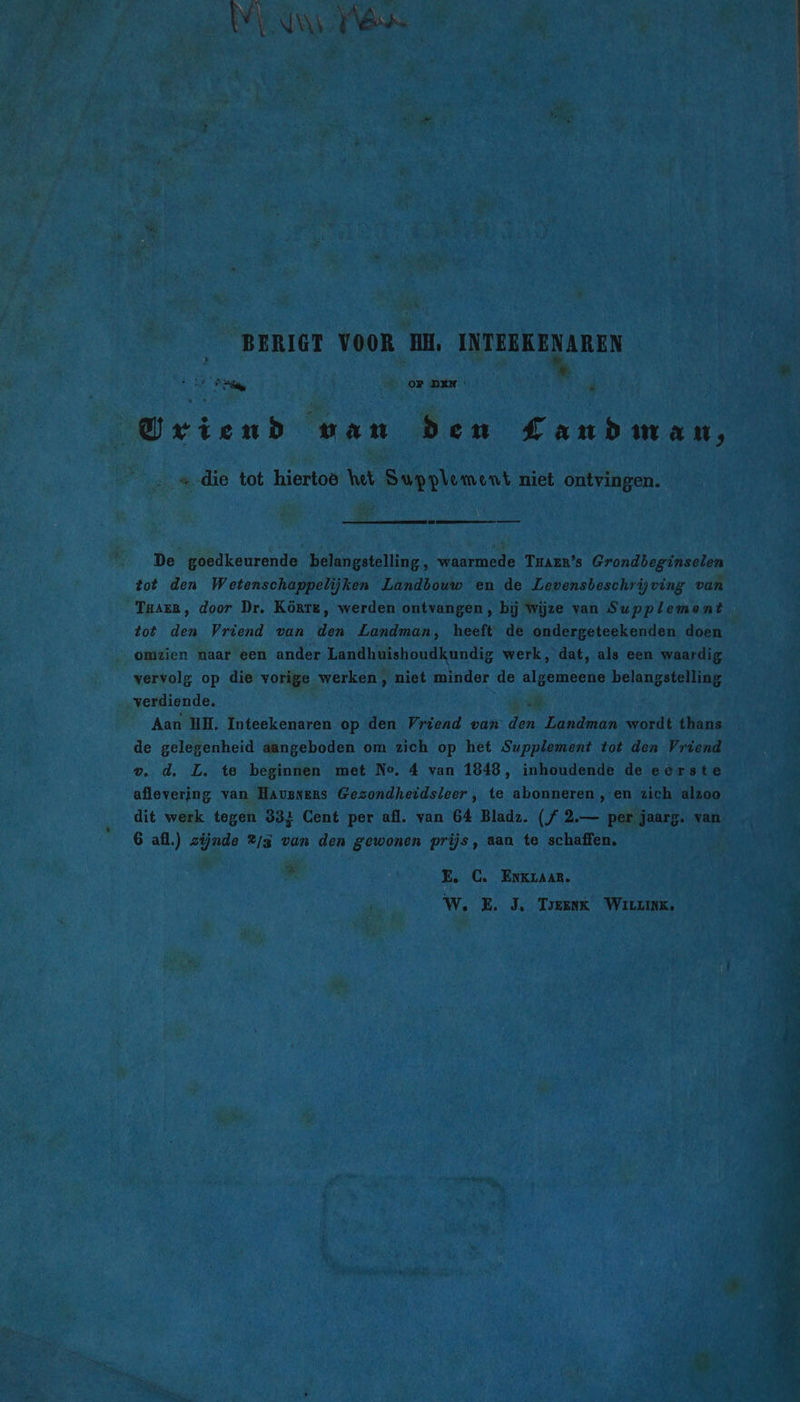 BERIGT VOOR HH. INTEEKENAREN
OP DEN
Vriend van den Landman,
die tot hiertoe het Supplement niet ontvingen.
De goedkeurende belangstelling, waarmede THAER's Grondbeginselen
tot den Wetenschappelijken Landbouw en de Levensbeschrijving van
THAER, door Dr. KÖRTE, werden ontvangen, bij wijze van Supplement
tot den Vriend van den Landman, heeft de ondergeteekenden doen
omzien naar een ander Landhuishoudkundig werk, dat, als een waardig
vervolg op die vorige werken, niet minder de algemeene belangstelling
verdiende.
Aan HH. Inteekenaren op den Vriend van den Landman wordt thans
de gelegenheid aangeboden om zich op het Supplement tot den Vriend
v. d. L. te beginnen met No. 4 van 1848, inhoudende de eerste
aflevering van HAUBNERS Gezondheidsleer, te abonneren, en zich alzoo
dit werk tegen 33⅓ Cent per afl. van 64 Bladz. (ƒ 2.— per jaarg. van
6 afl.) zijnde 2/3 van den gewonen prijs, aan te schaffen.
E. C. ENKLAAR.
W. E. J. TJEENK WILLINK.